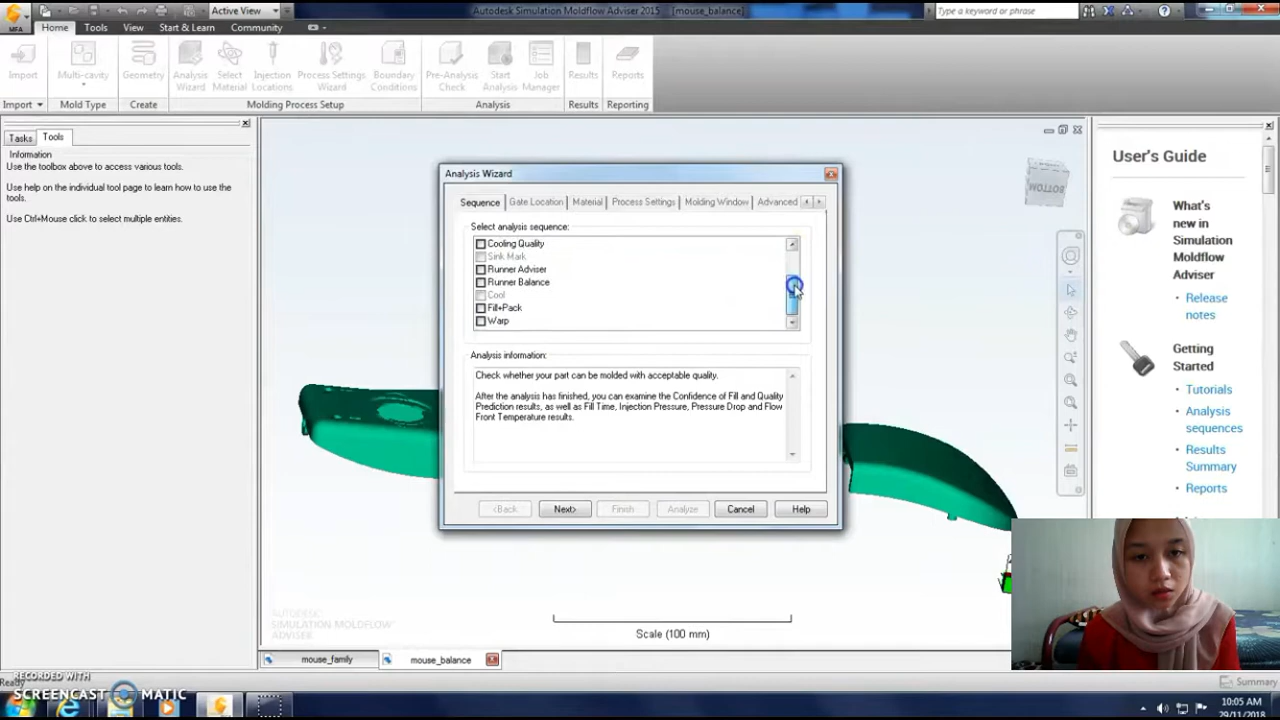 Active View
Autodesk Simulation Moldflow Adviser 2015 [mouse_balance]
Type a keyword or phrase
MFA
Home Tools View Start & Learn Community
Import Multi-cavity Geometry Analysis Wizard Select Material Injection Locations Process Settings Wizard Boundary Conditions Pre-Analysis Check Start Analysis Job Manager Results Reports
Import Mold Type Create Molding Process Setup Analysis Results Reporting
Tasks Tools
Information
Use the toolbox above to access various tools.
Use help on the individual tool page to learn how to use the
tools.
Use Ctrl+Mouse click to select multiple entities.
BOTTOM
Analysis Wizard
Sequence Gate Location Material Process Settings Molding Window Advanced
Select analysis sequence:
Cooling Quality
Sink Mark
Runner Adviser
Runner Balance
Cool
Fill+Pack
Warp
Analysis information:
Check whether your part can be molded with acceptable quality.
After the analysis has finished, you can examine the Confidence of Fill and Quality
Prediction results, as well as Fill Time, Injection Pressure, Pressure Drop and Flow
Front Temperature results.
<Back Next> Finish Analyze Cancel Help
User's Guide
What's
new in
Simulation
Moldflow
Adviser
Release
notes
Getting
Started
Tutorials
Analysis
sequences
Results
Summary
Reports
AUTODESK
SIMULATION MOLDFLOW
ADVISER
Scale (100 mm)
mouse_family mouse_balance
Ready
Summary
RECORDED WITH
SCREENCAST MATIC
10:05 AM
29/11/2018